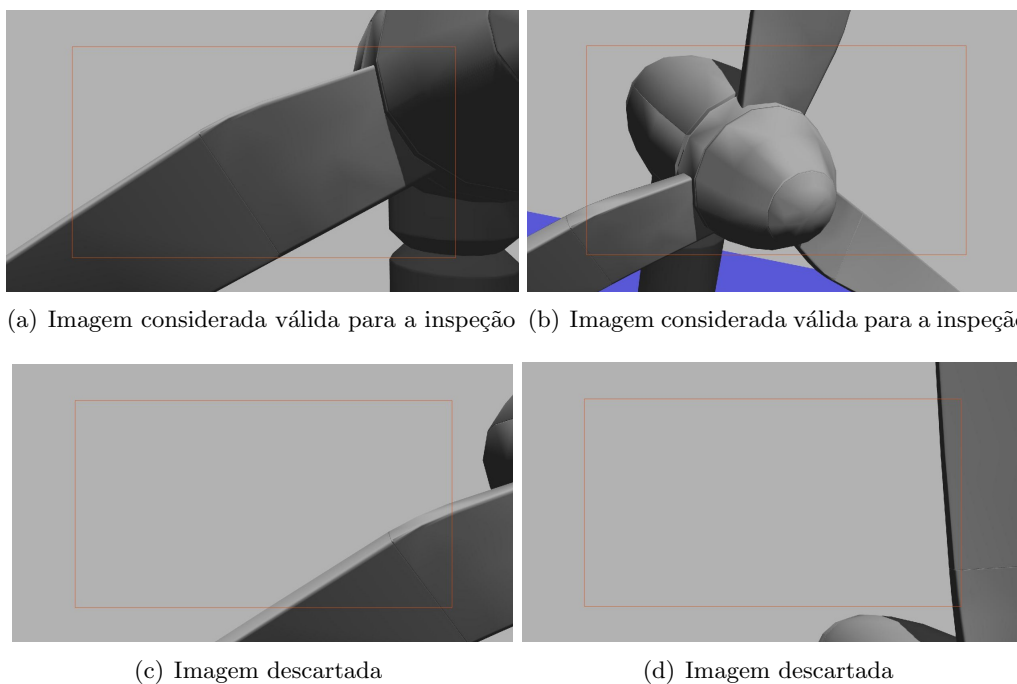 (a) Imagem considerada válida para a inspeção (b) Imagem considerada válida para a inspeçã
(c) Imagem descartada (d) Imagem descartada